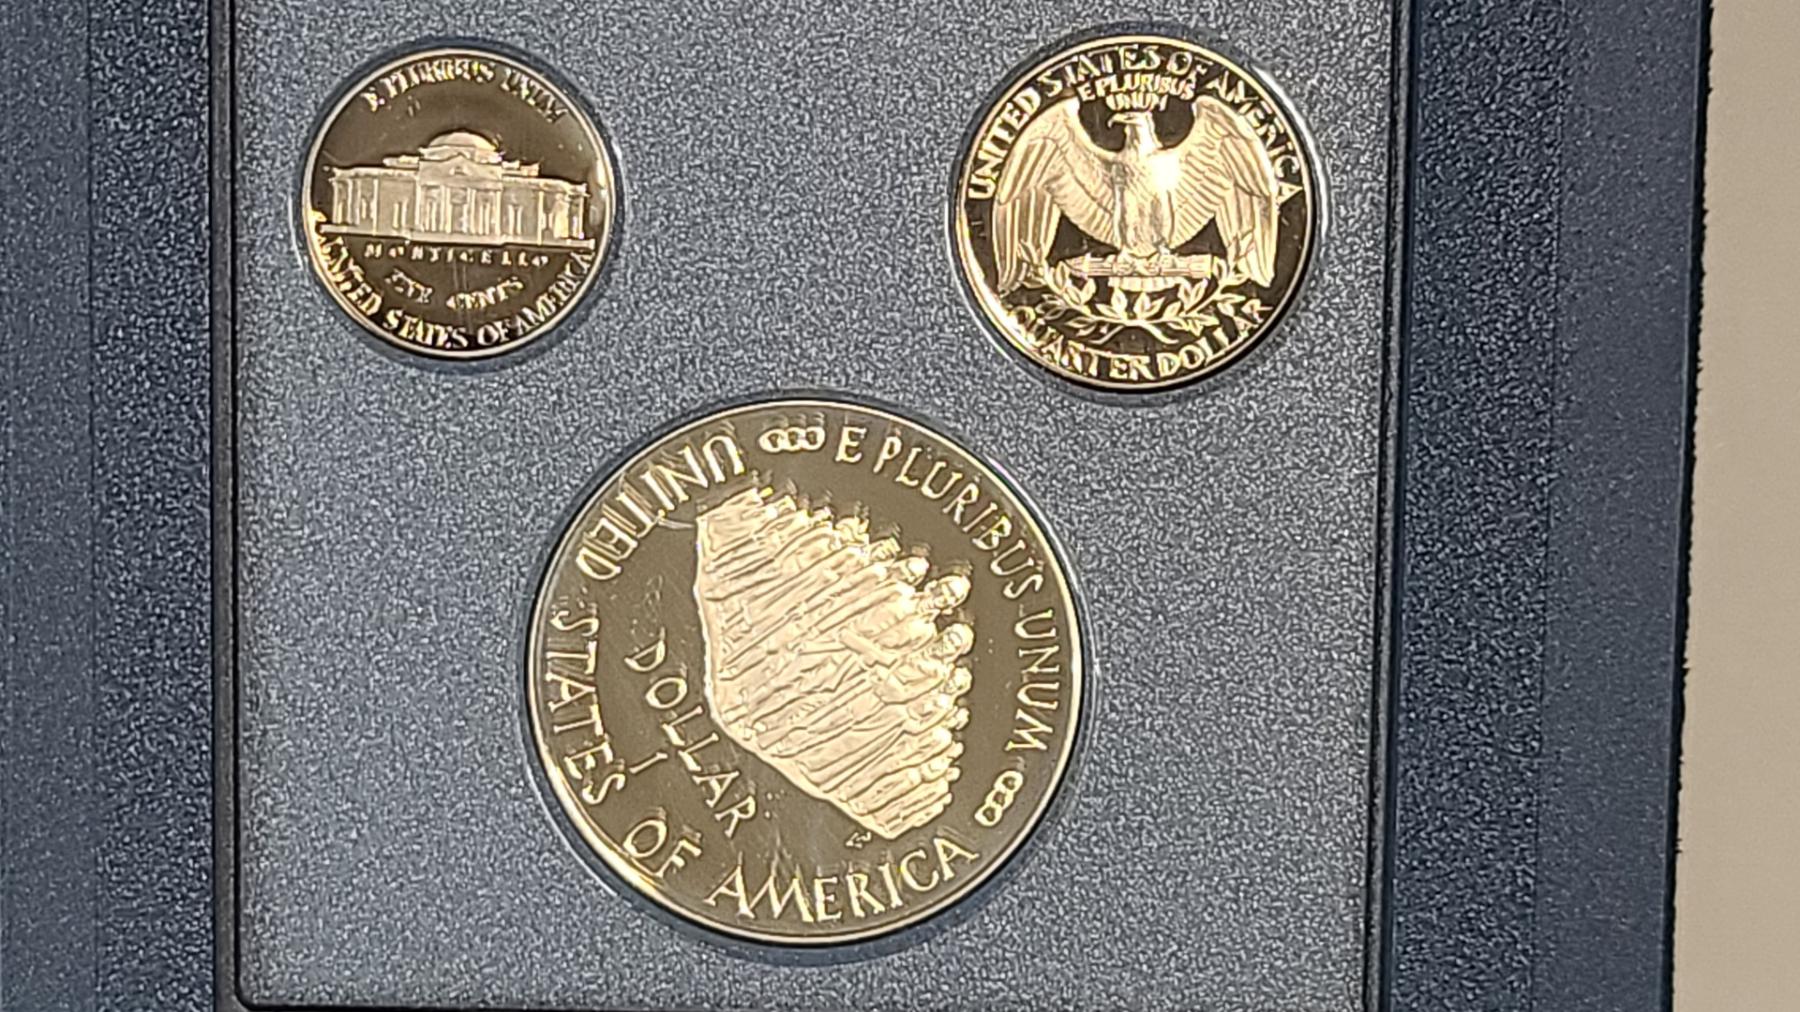 E PLURIBUS UNUM
MONTICELLO
FIVE CENTS
UNITED STATES OF AMERICA
UNITED STATES OF AMERICA
E PLURIBUS
UNUM
QUARTER DOLLAR
E PLURIBUS UNUM
UNITED STATES OF AMERICA
DOLLAR
1